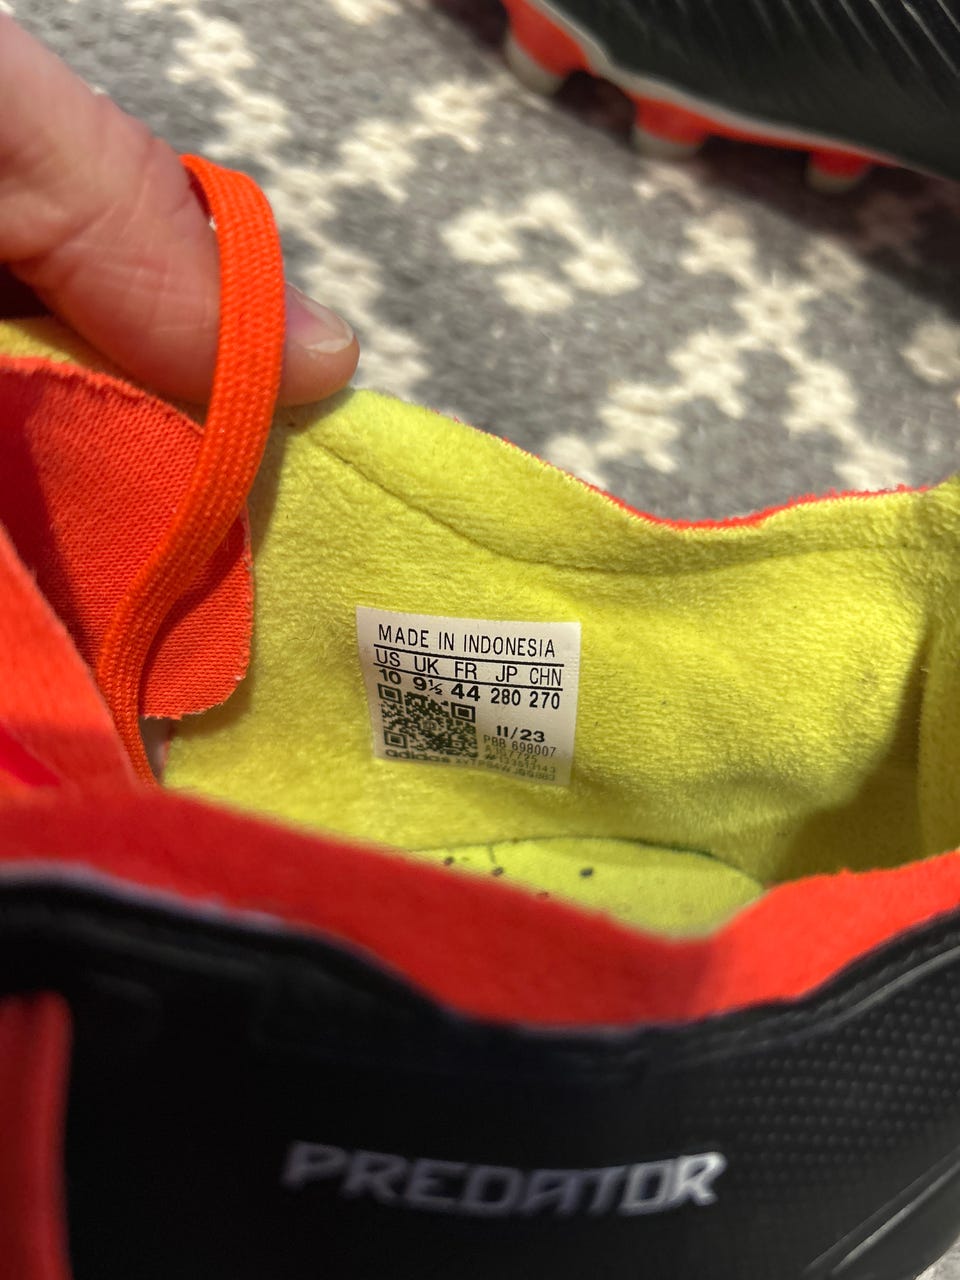 MADE IN INDONESIA
US UK FR JP CHN
10 9½ 44 280 270
11/23
PBB 698007
adidas
PREDATOR